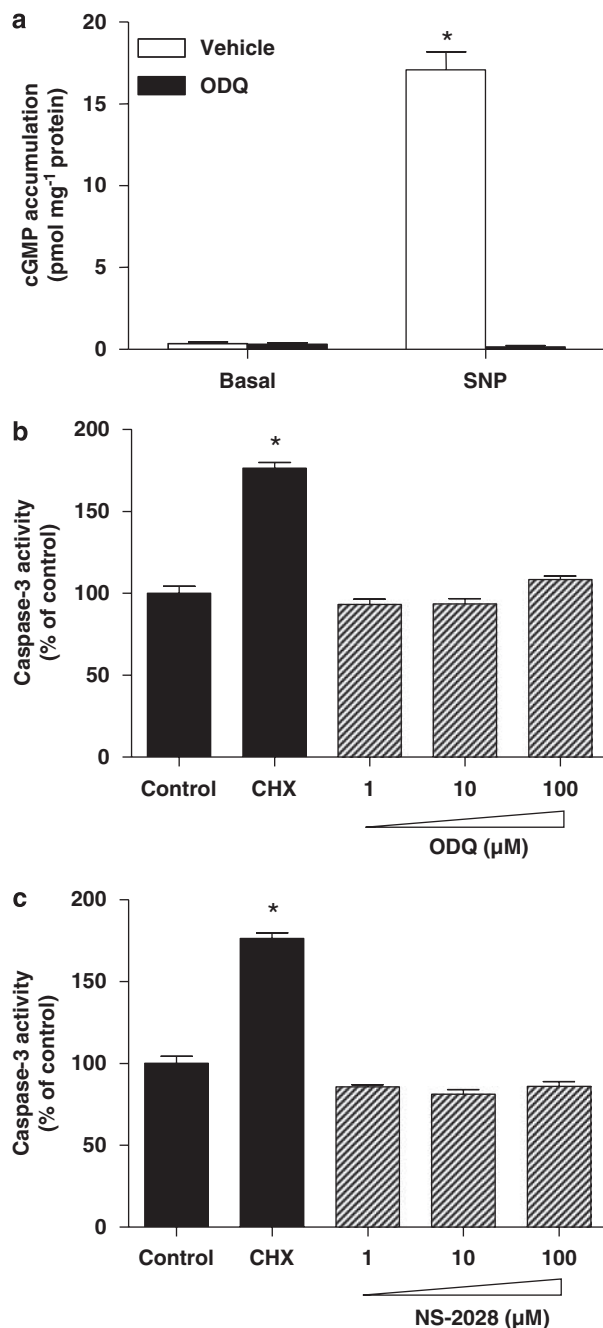 a
20
15
10
5
0
cGMP accumulation
(pmol mg⁻¹ protein)
Vehicle
ODQ
*
Basal SNP
b
200
150
100
50
0
Caspase-3 activity
(% of control)
*
Control CHX 1 10 100
ODQ (µM)
c
200
150
100
50
0
Caspase-3 activity
(% of control)
*
Control CHX 1 10 100
NS-2028 (µM)